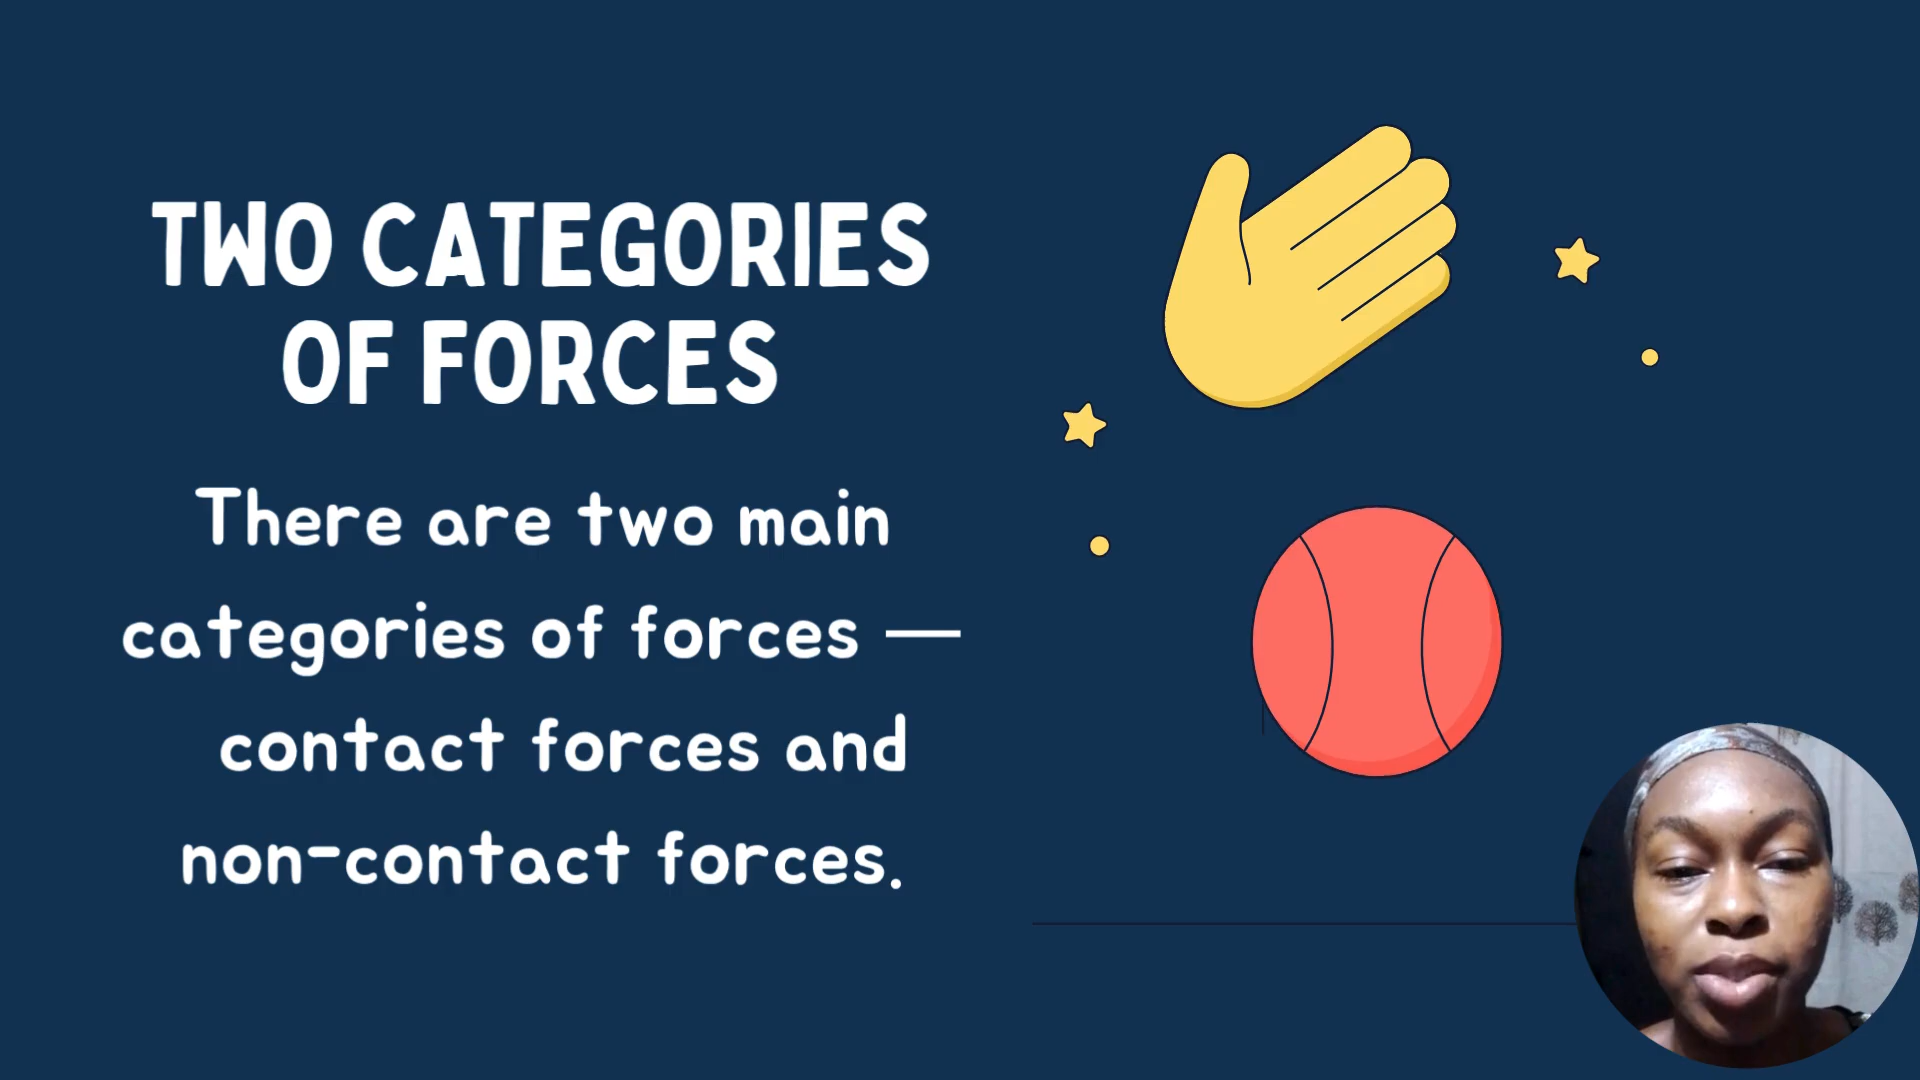 TWO CATEGORIES
OF FORCES
There are two main
categories of forces —
contact forces and
non-contact forces.